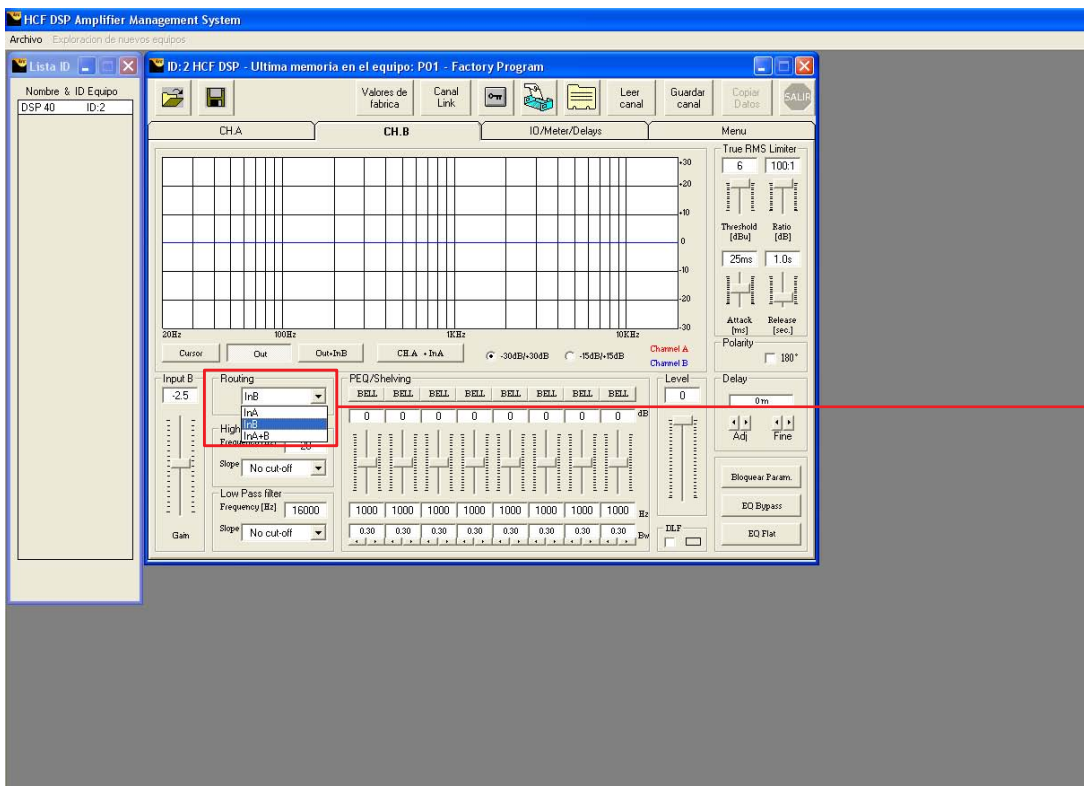 HCF DSP Amplifier Management System
Archivo Exploracion de nuevos equipos
Lista ID
Nombre & ID Equipo
DSP 40 ID:2
ID:2 HCF DSP - Ultima memoria en el equipo: P01 - Factory Program
Valores de fabrica
Canal Link
Leer canal
Guardar canal
Copiar Datos
SALIR
CH.A CH.B IO/Meter/Delays Menu
+30
+20
+10
0
-10
-20
-30
20Hz 100Hz 1KHz 10KHz
Cursor Out Out+InB CH.A + InA -30dB/+30dB -15dB/+15dB
Channel A
Channel B
True RMS Limiter
6 100:1
Threshold [dBu]
Ratio [dB]
25ms 1.0s
Attack [ms]
Release [sec.]
Polarity
180°
Input B
-2.5
Gain
Routing
InB
InA
InB
InA+B
High
20
Slope No cut-off
Low Pass filter
Frequency [Hz] 16000
Slope No cut-off
PEQ/Shelving
BELL BELL BELL BELL BELL BELL BELL BELL
0 0 0 0 0 0 0 0 dB
1000 1000 1000 1000 1000 1000 1000 1000 Hz
0.30 0.30 0.30 0.30 0.30 0.30 0.30 0.30 Bw
Level
0
DLF
Delay
0 m
Adj Fine
Bloquear Param.
EQ Bypass
EQ Flat